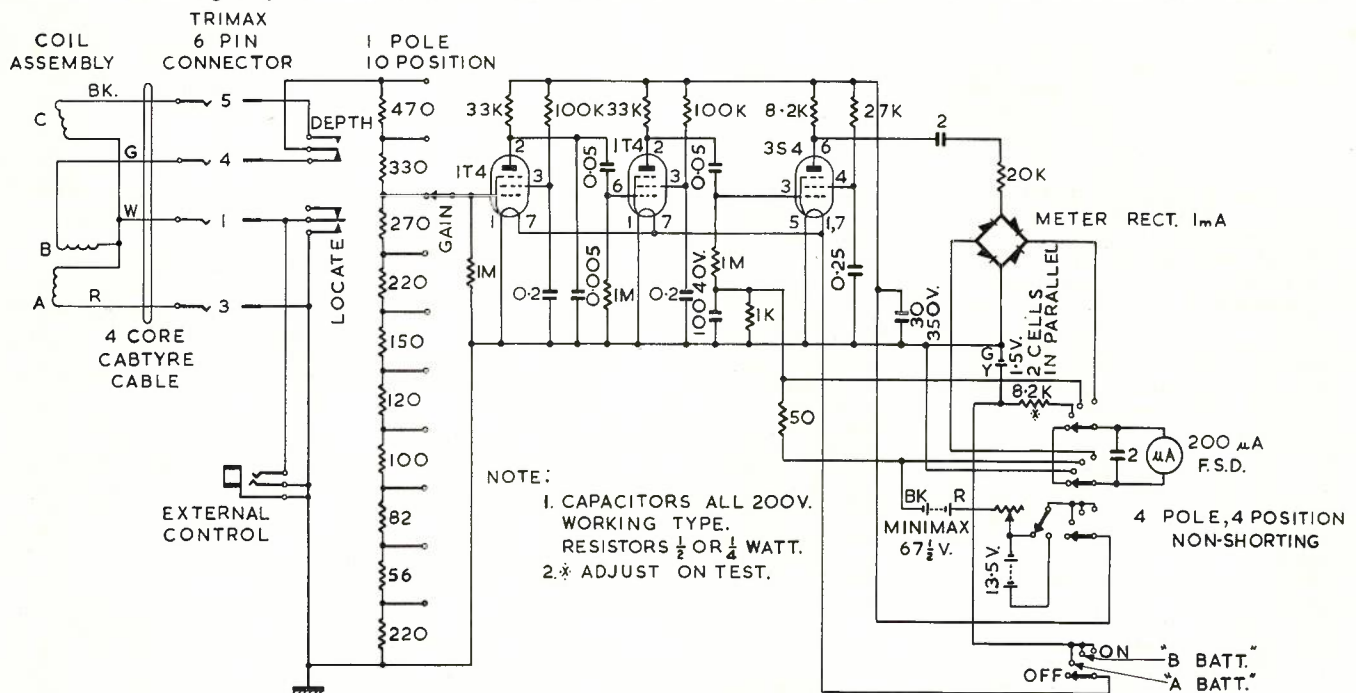 COIL
ASSEMBLY
TRIMAX
6 PIN
CONNECTOR
1 POLE
10 POSITION
BK.
C
5
DEPTH
G
4
W
1
B
A
R
3
LOCATE
4 CORE
CABTYRE
CABLE
EXTERNAL
CONTROL
470
330
270
220
150
120
100
82
56
220
GAIN
33K
100K
33K
100K
8.2K
27K
2
2
2
6
1T4
3
1T4
3
3S4
4
0.05
6
0.05
3
1
7
1
7
5
1,7
20K
METER RECT. 1mA
1M
0.2
0.005
1M
0.2
100 40V.
1M
1K
0.25
30
350V.
G
Y
1.5V.
2 CELLS
IN PARALLEL
8.2K
*
50
2
μA
200 μA
F.S.D.
NOTE:
1. CAPACITORS ALL 200V.
WORKING TYPE.
RESISTORS ½ OR ¼ WATT.
2.* ADJUST ON TEST.
BK
R
MINIMAX
67½V.
13.5V.
4 POLE, 4 POSITION
NON-SHORTING
ON
OFF
"B BATT."
"A BATT."